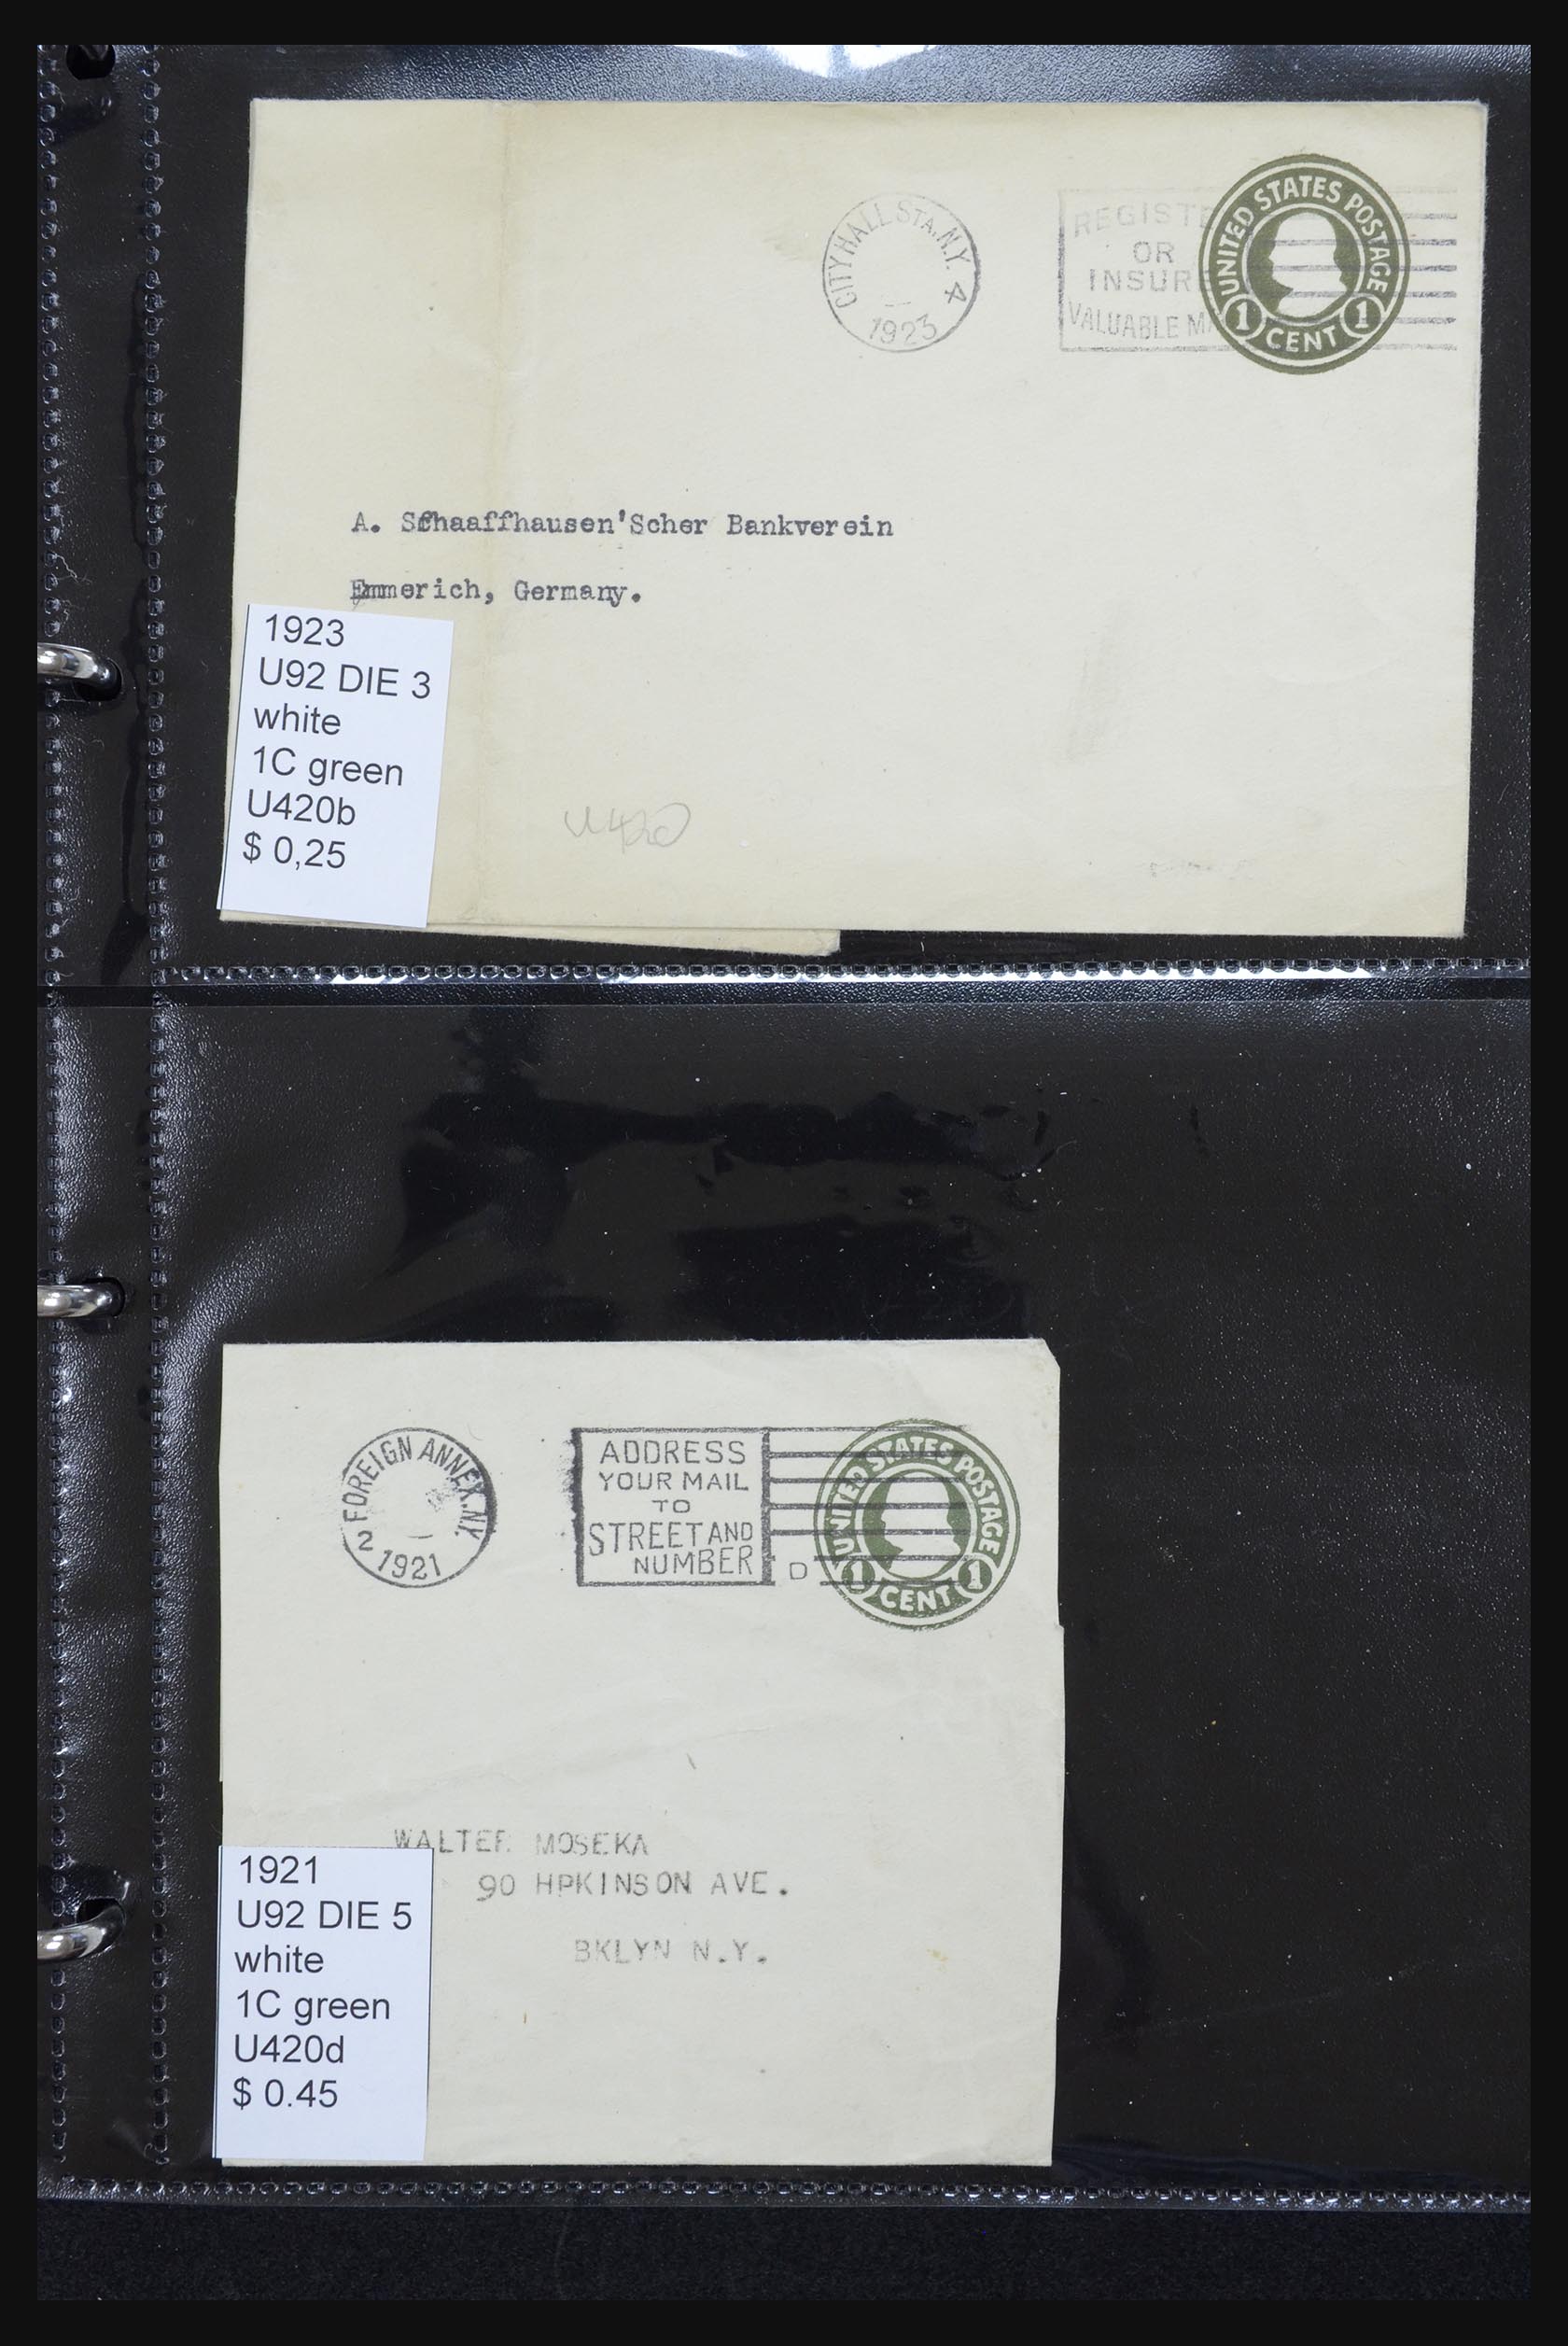 CITY HALL STA. N.Y. 4
1923
REGISTE
OR
INSURE
VALUABLE MA
UNITED STATES POSTAGE
1 CENT 1
A. Schaaffhausen'Scher Bankverein
Emmerich, Germany.
1923
U92 DIE 3
white
1C green
U420b
$ 0,25
U420
FOREIGN ANNEX, N.Y.
2
1921
ADDRESS
YOUR MAIL
TO
STREET AND
NUMBER
D
UNITED STATES POSTAGE
1 CENT 1
WALTER MOSEKA
90 HPKINSON AVE.
BKLYN N.Y.
1921
U92 DIE 5
white
1C green
U420d
$ 0.45